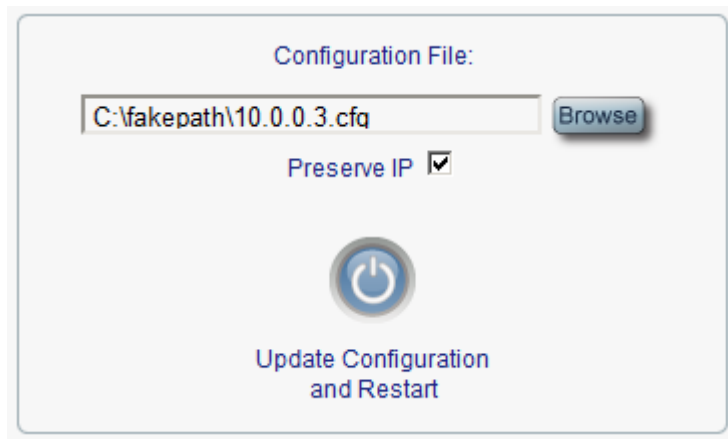 Configuration File:
C:\fakepath\10.0.0.3.cfg Browse
Preserve IP
Update Configuration
and Restart